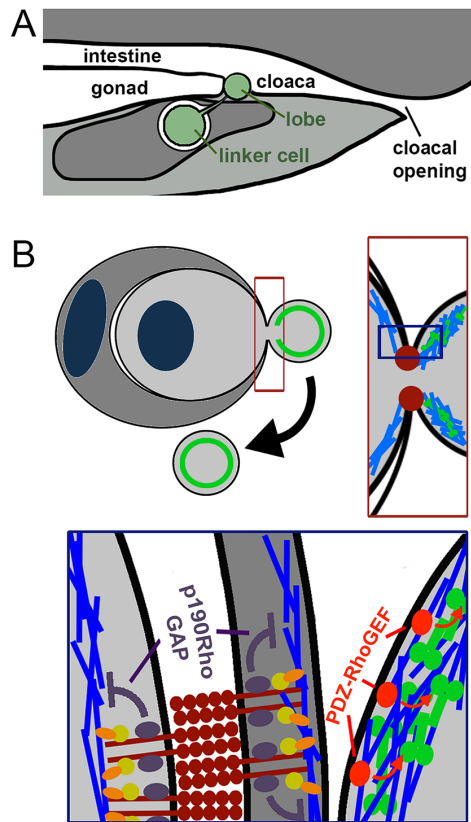 A
intestine
gonad
cloaca
lobe
linker cell
cloacal
opening
B
p190Rho
GAP
PDZ-RhoGEF